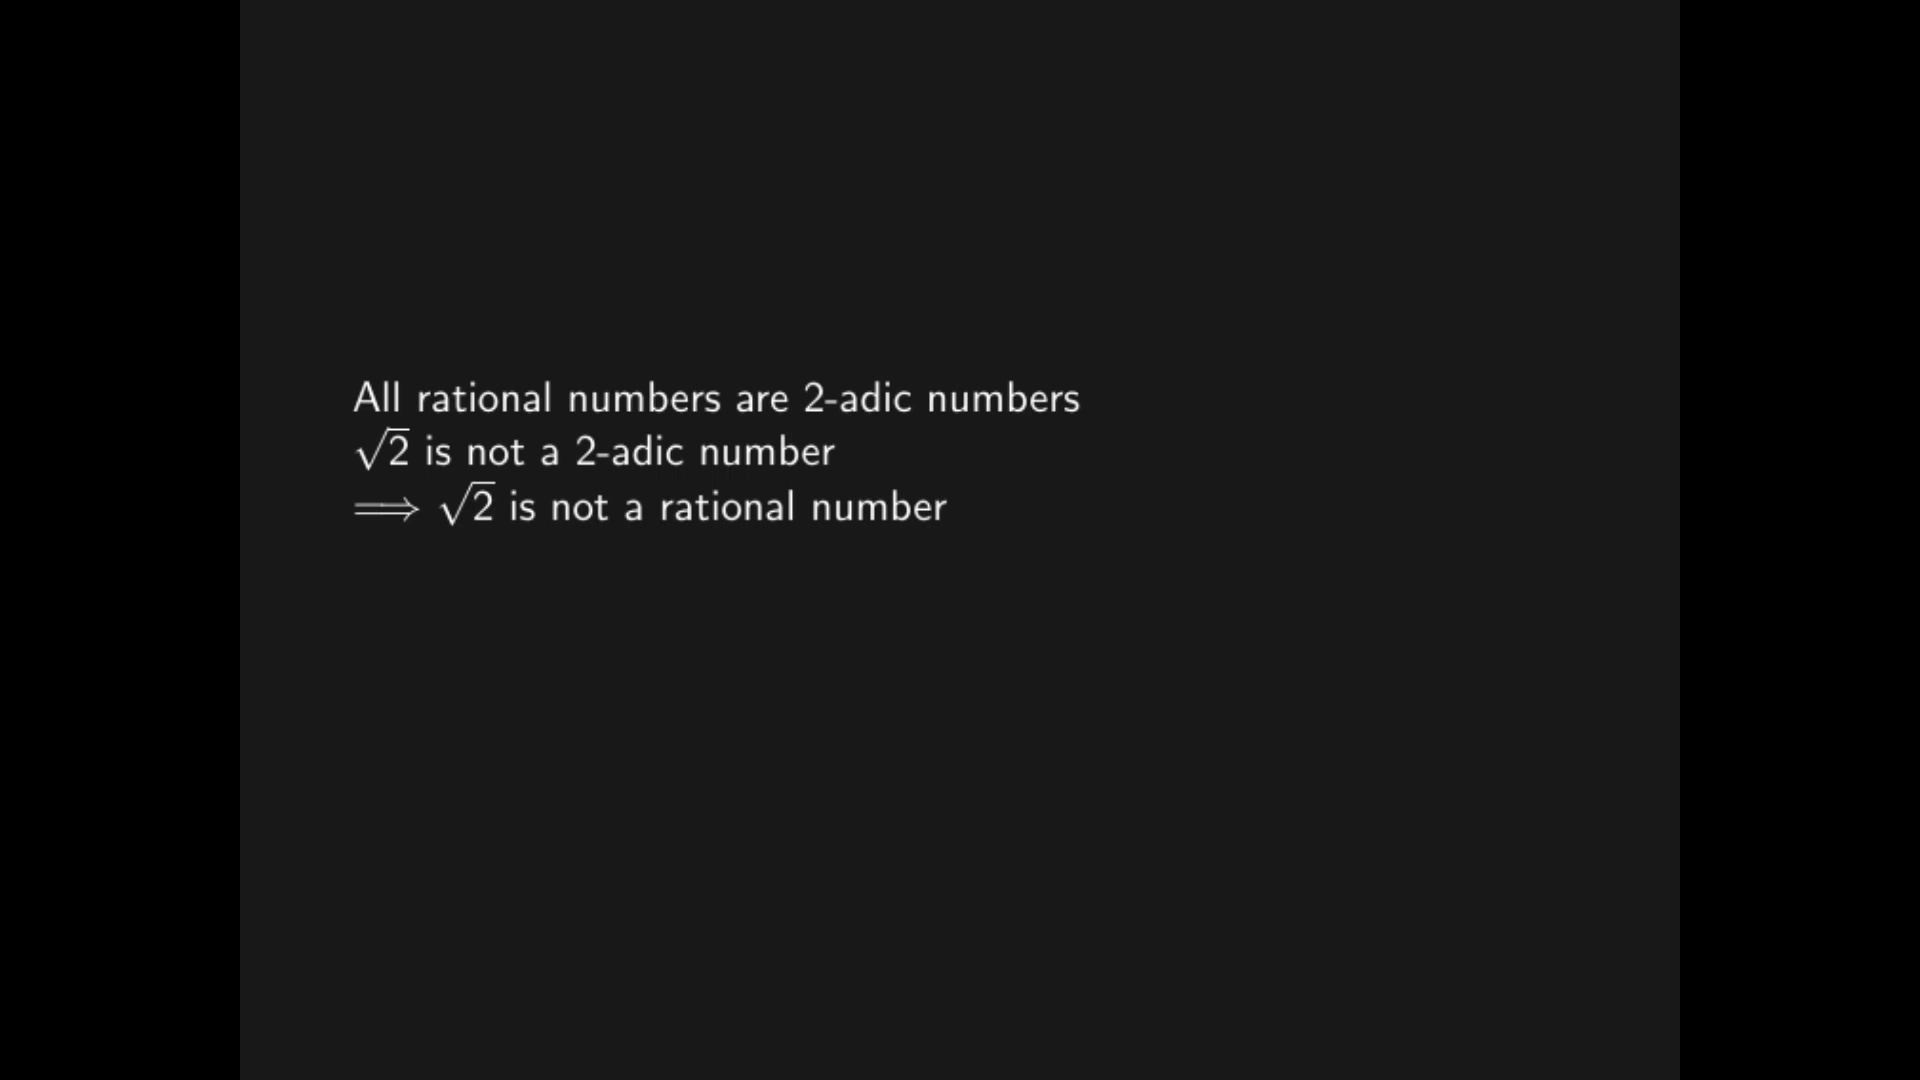 All rational numbers are 2-adic numbers
√2 is not a 2-adic number
⟹ √2 is not a rational number